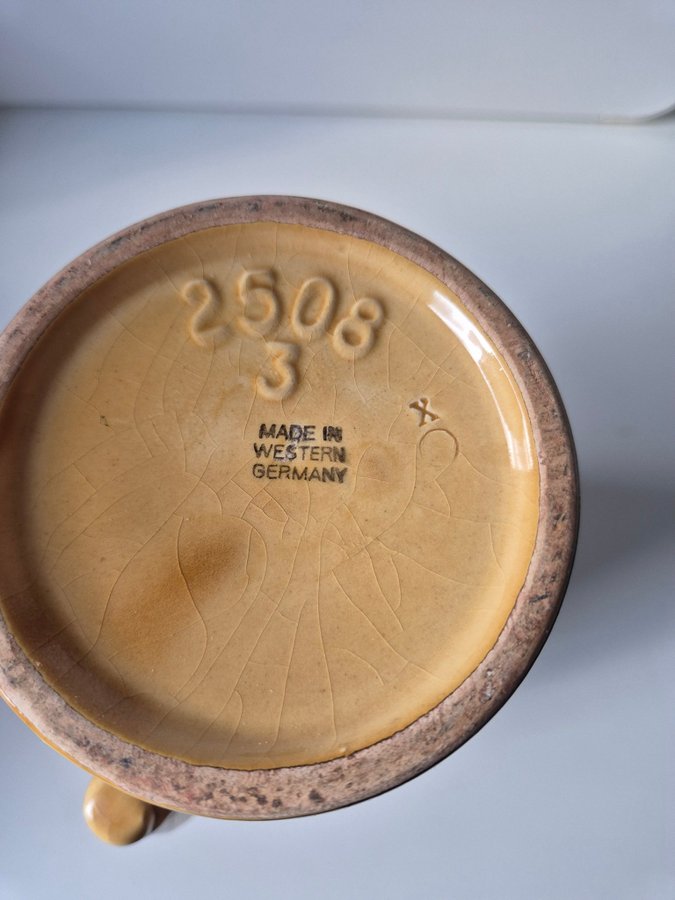 2508
3
X
MADE IN
WESTERN
GERMANY